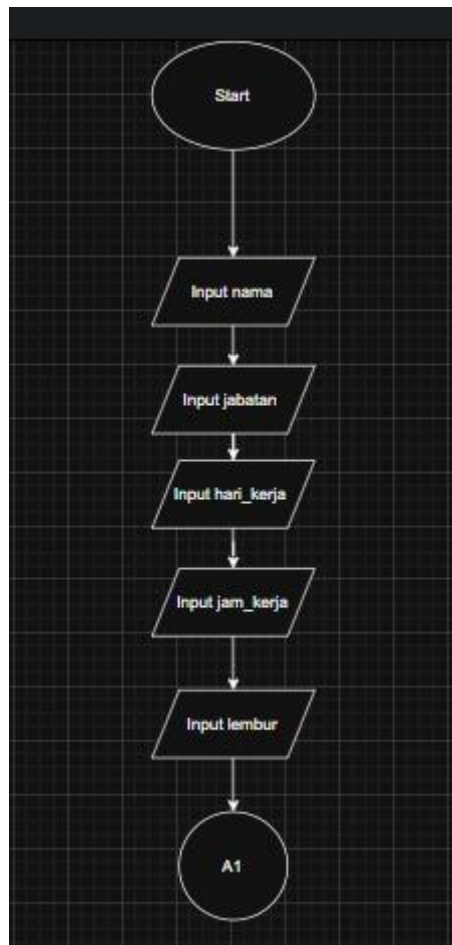 Start
Input nama
Input jabatan
Input hari_kerja
Input jam_kerja
Input lembur
A1